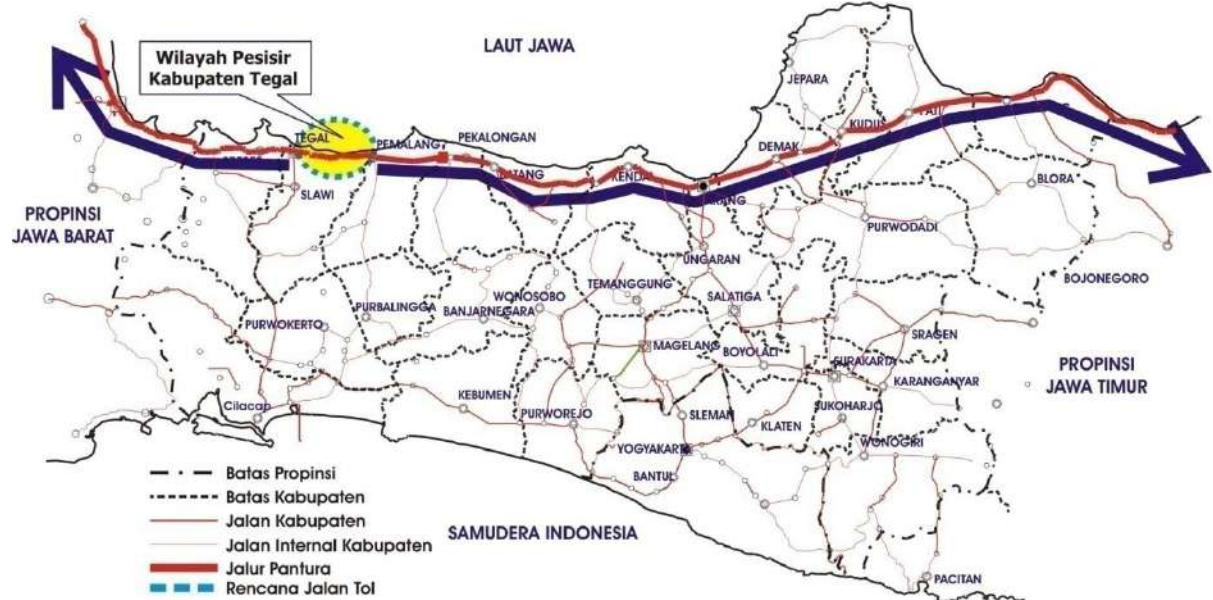 LAUT JAWA
Wilayah Pesisir
Kabupaten Tegal
JEPARA
KUDUS
TEGAL
PEMALANG
PEKALONGAN
DEMAK
SLAWI
BLORA
PROPINSI
JAWA BARAT
PURWODADI
UNGARAN
BOJONEGORO
TEMANGGUNG
WONOSOBO
SALATIGA
PURBALINGGA
BANJARNEGARA
PURWOKERTO
SRAGEN
MAGELANG
BOYOLALI
SURAKARTA
PROPINSI
JAWA TIMUR
KARANGANYAR
KEBUMEN
Cilacap
PURWOREJO
SLEMAN
SUKOHARJO
KLATEN
WONOGIRI
YOGYAKARTA
BANTUL
Batas Propinsi
Batas Kabupaten
Jalan Kabupaten
Jalan Internal Kabupaten
Jalur Pantura
Rencana Jalan Tol
SAMUDERA INDONESIA
PACITAN